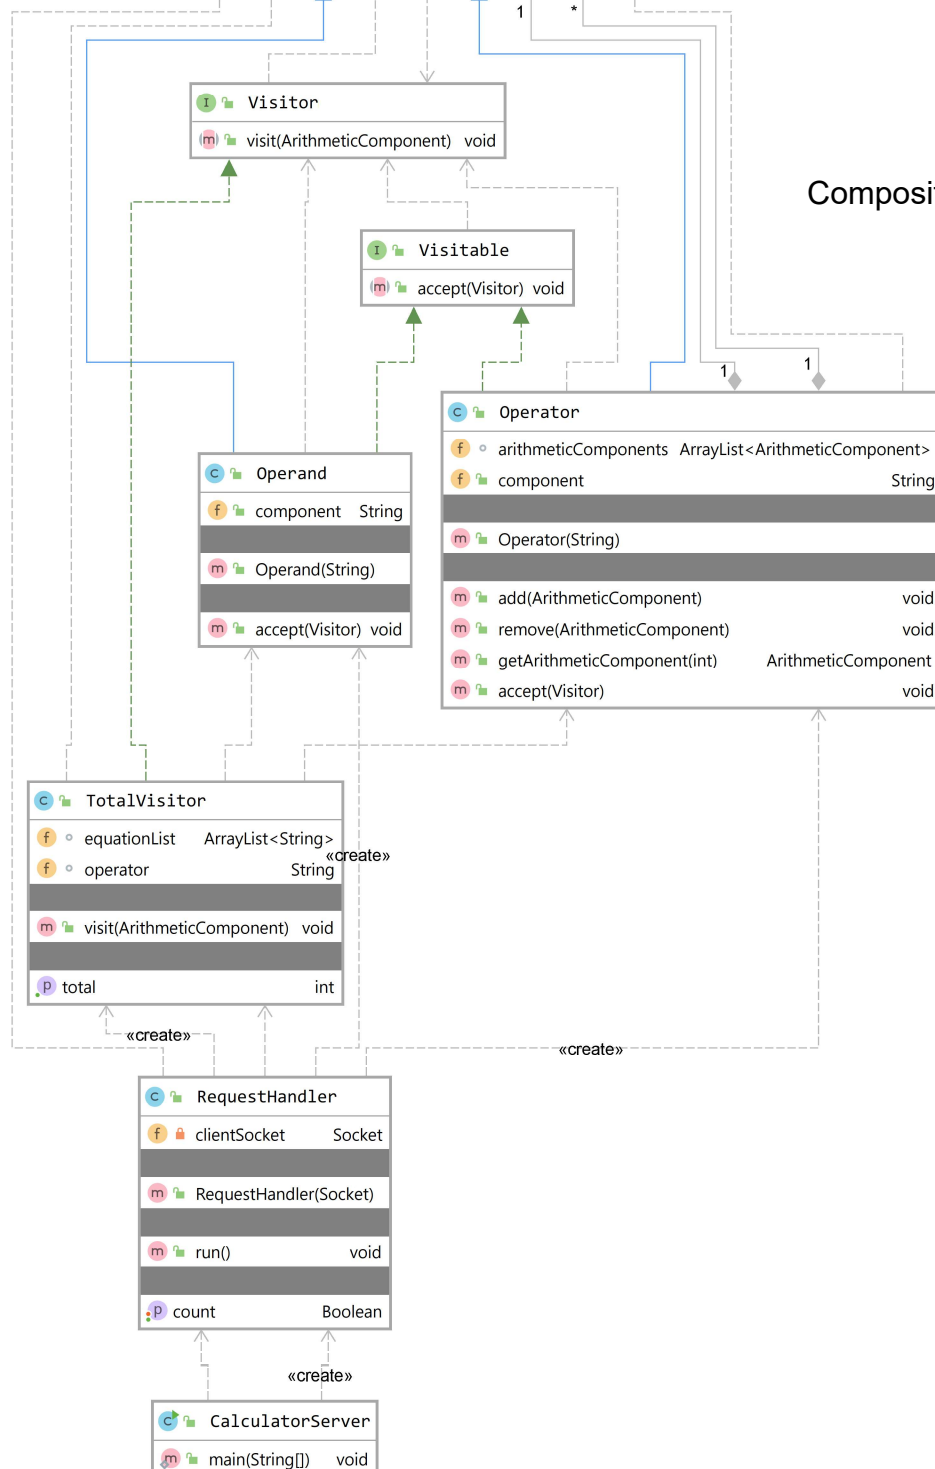 1 *
Visitor
visit(ArithmeticComponent) void
Composi
Visitable
accept(Visitor) void
1 1
Operator
arithmeticComponents ArrayList<ArithmeticComponent>
component String
Operator(String)
add(ArithmeticComponent) void
remove(ArithmeticComponent) void
getArithmeticComponent(int) ArithmeticComponent
accept(Visitor) void
Operand
component String
Operand(String)
accept(Visitor) void
TotalVisitor
equationList ArrayList<String>
operator String
visit(ArithmeticComponent) void
total int
«create»
«create»
«create»
RequestHandler
clientSocket Socket
RequestHandler(Socket)
run() void
count Boolean
«create»
CalculatorServer
main(String[]) void